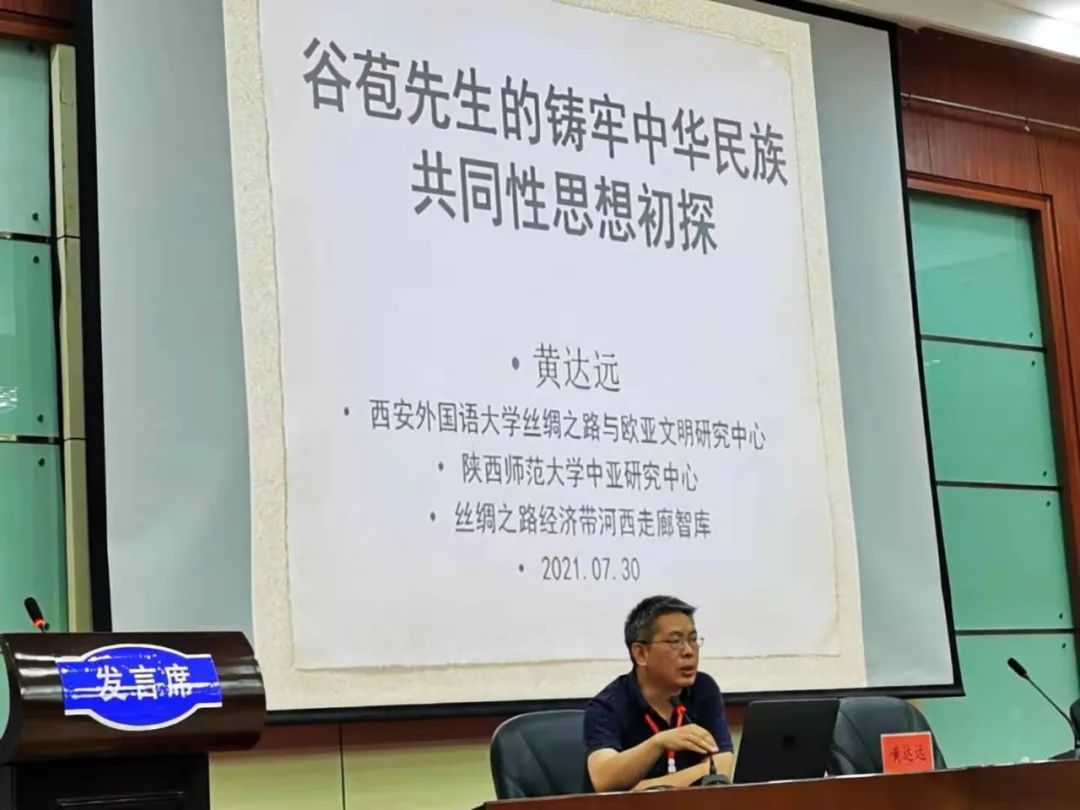 谷苞先生的铸牢中华民族
共同性思想初探
• 黄达远
• 西安外国语大学丝绸之路与欧亚文明研究中心
• 陕西师范大学中亚研究中心
• 丝绸之路经济带河西走廊智库
• 2021.07.30
发言席
黄达远